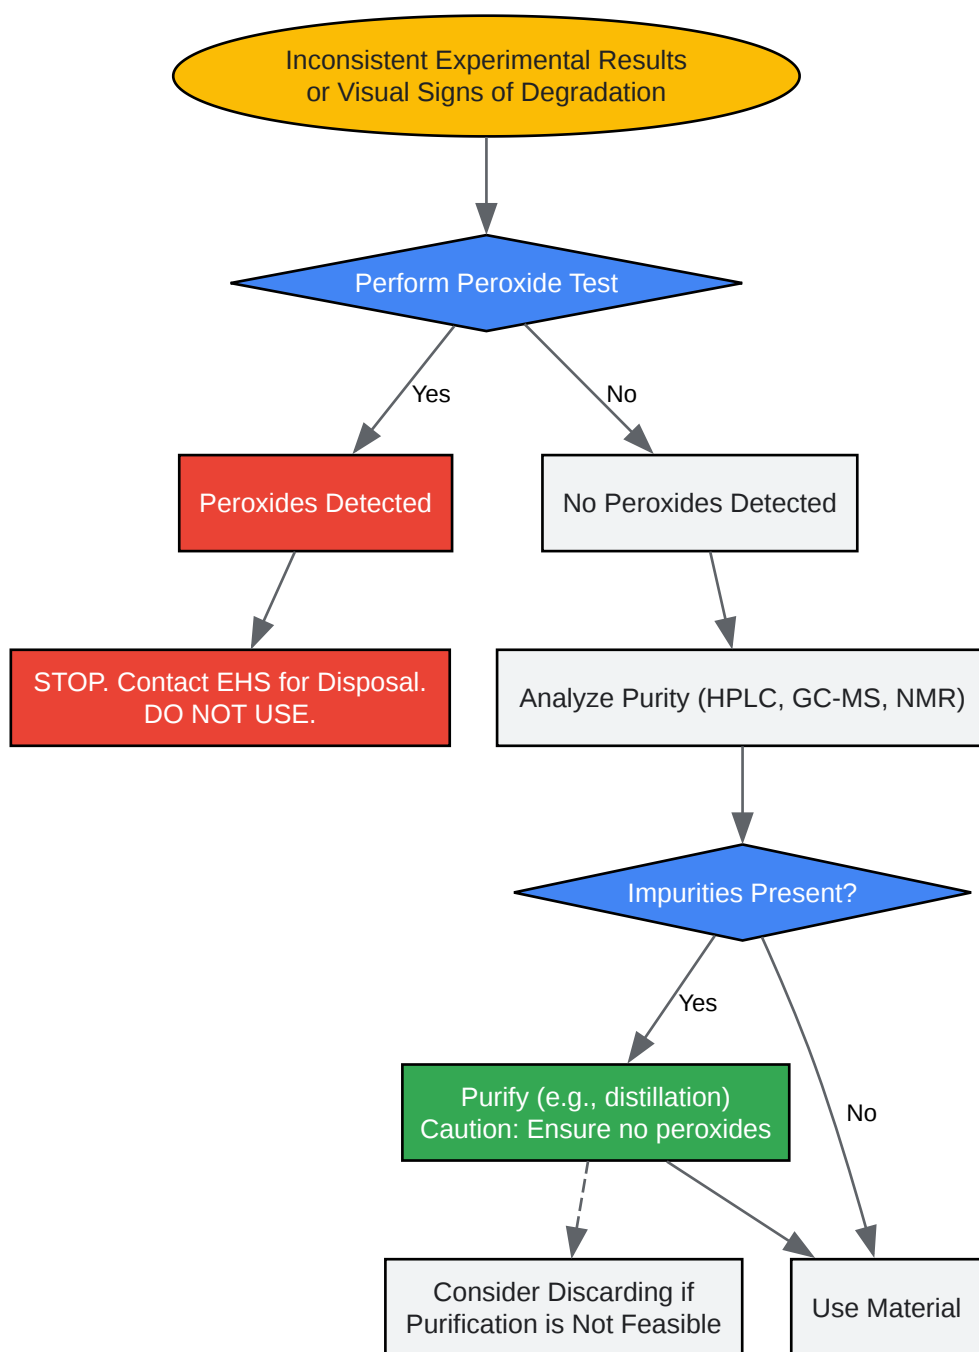 Inconsistent Experimental Results
or Visual Signs of Degradation
Perform Peroxide Test
Yes
No
Peroxides Detected
No Peroxides Detected
STOP. Contact EHS for Disposal.
DO NOT USE.
Analyze Purity (HPLC, GC-MS, NMR)
Impurities Present?
Yes
Purify (e.g., distillation)
Caution: Ensure no peroxides
No
Consider Discarding if
Purification is Not Feasible
Use Material